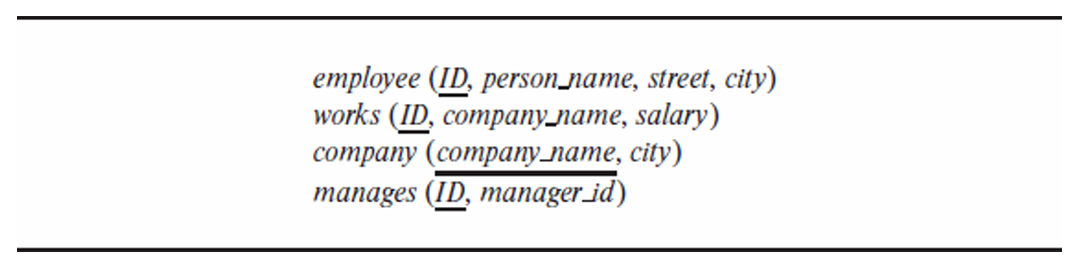 employee (ID, person_name, street, city)
works (ID, company_name, salary)
company (company_name, city)
manages (ID, manager_id)